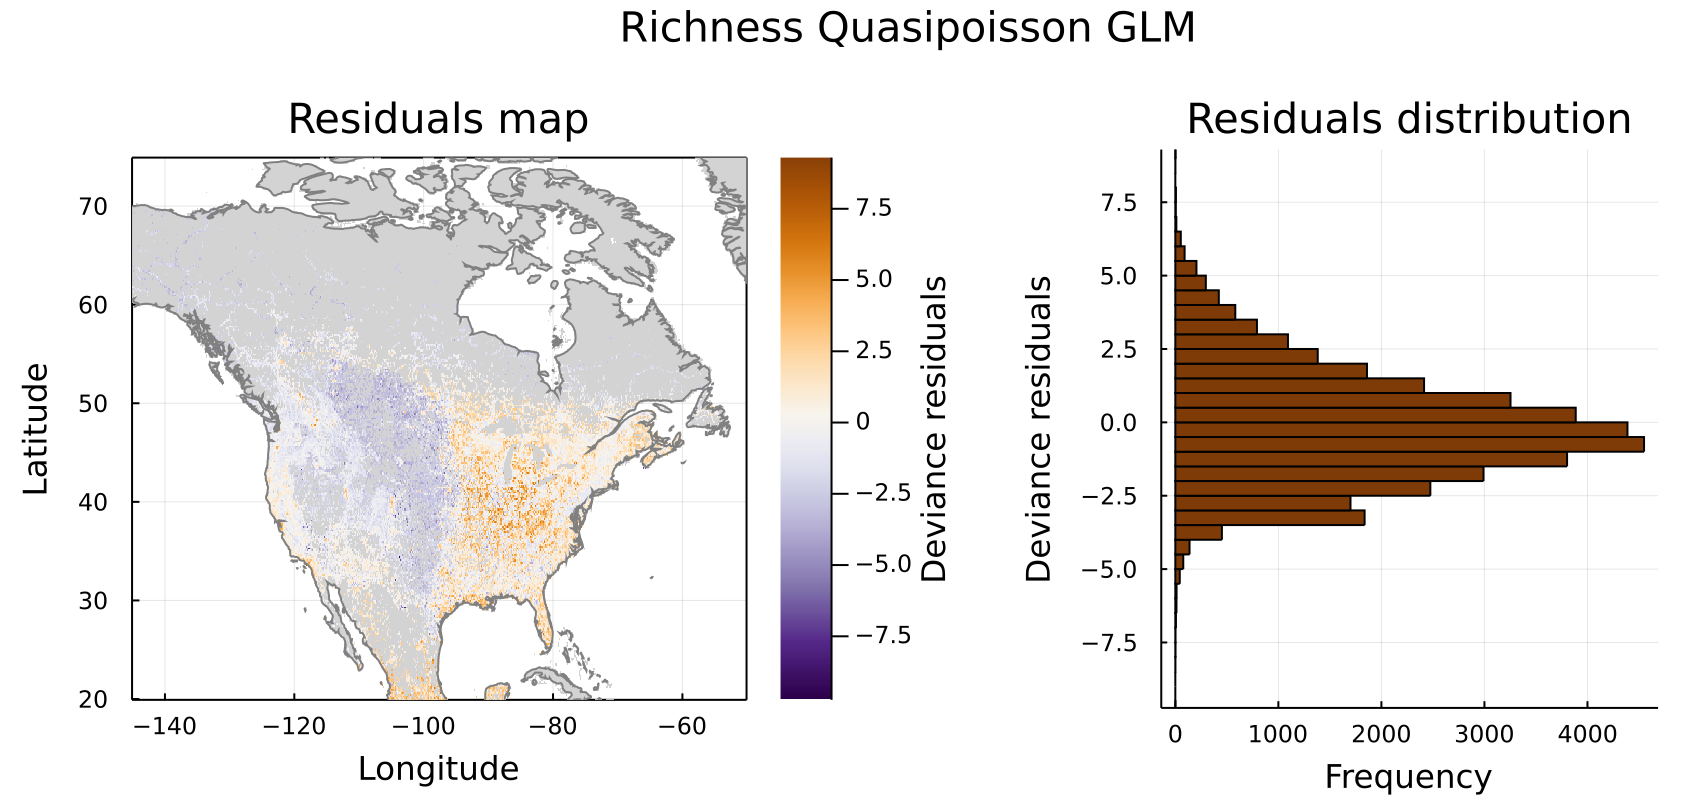 Richness Quasipoisson GLM
Residuals map
Latitude
70
60
50
40
30
20
−140 −120 −100 −80 −60
Longitude
7.5
5.0
2.5
0
−2.5
−5.0
−7.5
Deviance residuals
Residuals distribution
Deviance residuals
7.5
5.0
2.5
0.0
−2.5
−5.0
−7.5
0 1000 2000 3000 4000
Frequency